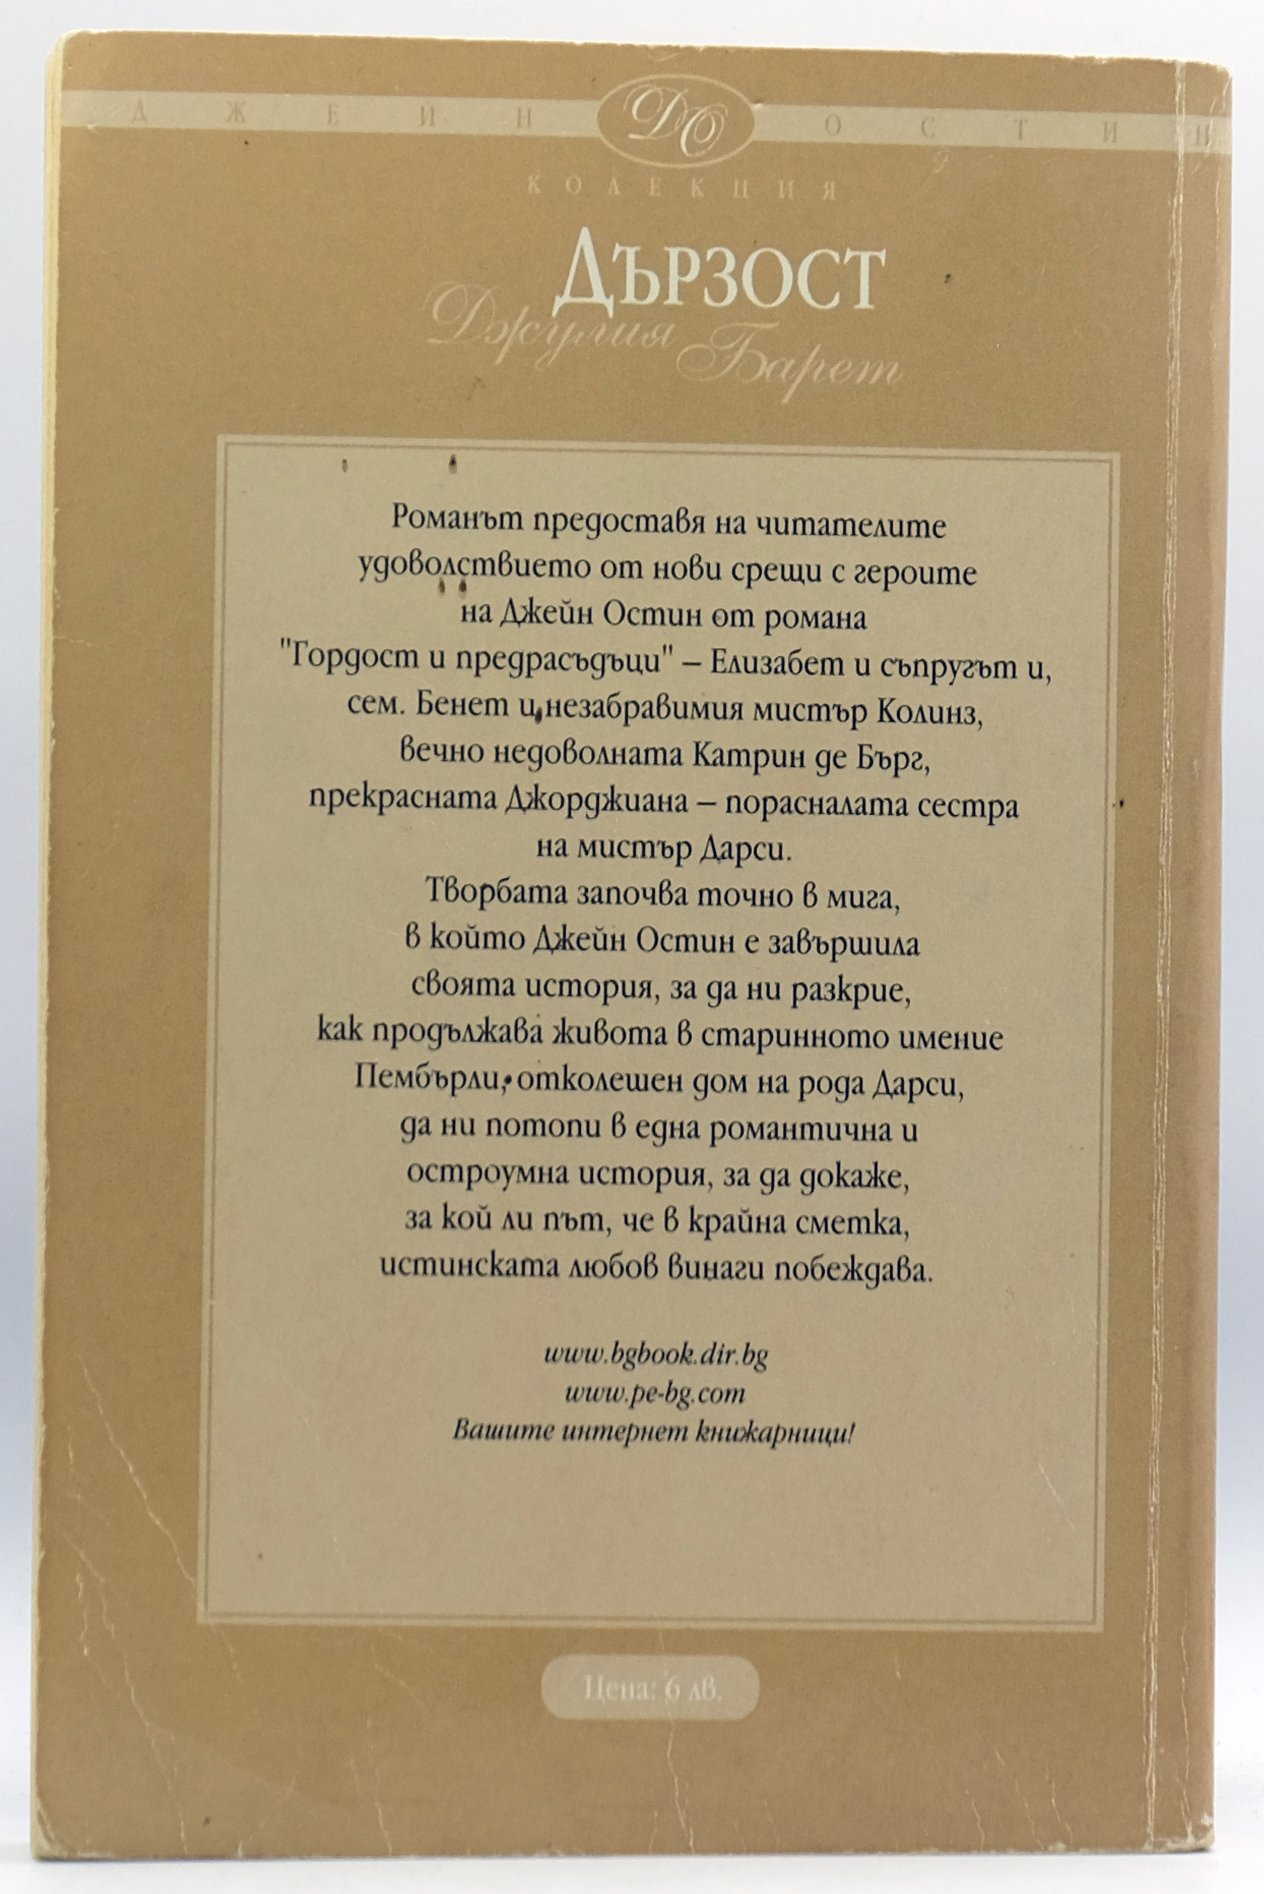 ДЖЕЙН ДО ОСТИН
КОЛЕКЦИЯ
Дързост
Джулия Барет
Романът предоставя на читателите
удоволствието от нови срещи с героите
на Джейн Остин от романа
"Гордост и предрасъдъци" – Елизабет и съпругът и,
сем. Бенет и незабравимия мистър Колинз,
вечно недоволната Катрин де Бърг,
прекрасната Джорджиана – порасналата сестра
на мистър Дарси.
Творбата започва точно в мига,
в който Джейн Остин е завършила
своята история, за да ни разкрие,
как продължава живота в старинното имение
Пембърли, отколешен дом на рода Дарси,
да ни потопи в една романтична и
остроумна история, за да докаже,
за кой ли път, че в крайна сметка,
истинската любов винаги побеждава.
www.bgbook.dir.bg
www.pe-bg.com
Вашите интернет книжарници!
Цена: 6 лв.